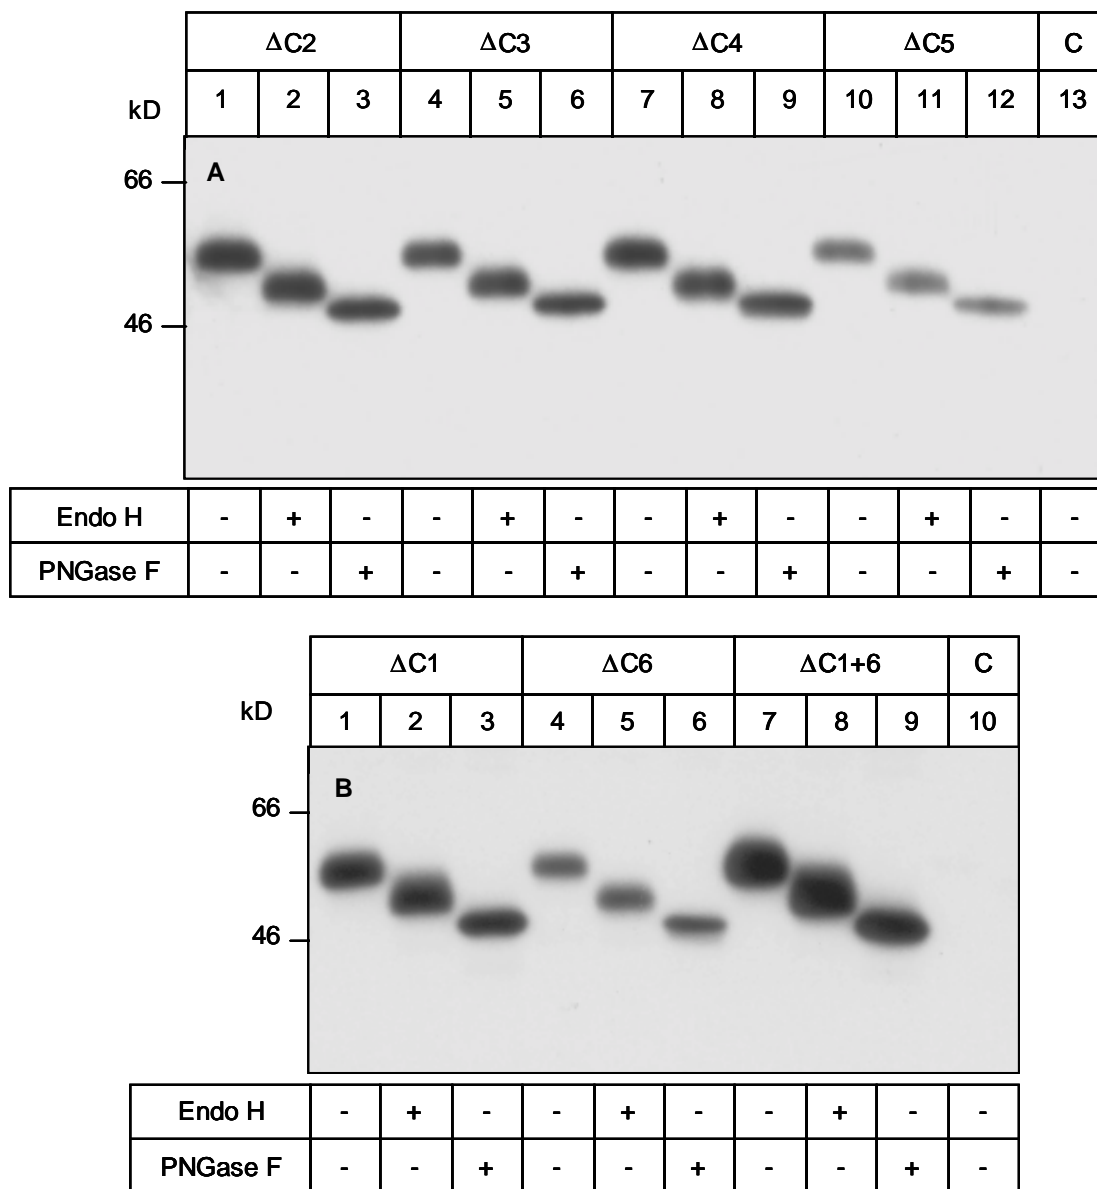 ΔC2 ΔC3 ΔC4 ΔC5 C
kD 1 2 3 4 5 6 7 8 9 10 11 12 13
A
66
46
Endo H - + - - + - - + - - + - -
PNGase F - - + - - + - - + - - + -
ΔC1 ΔC6 ΔC1+6 C
kD 1 2 3 4 5 6 7 8 9 10
B
66
46
Endo H - + - - + - - + - -
PNGase F - - + - - + - - + -